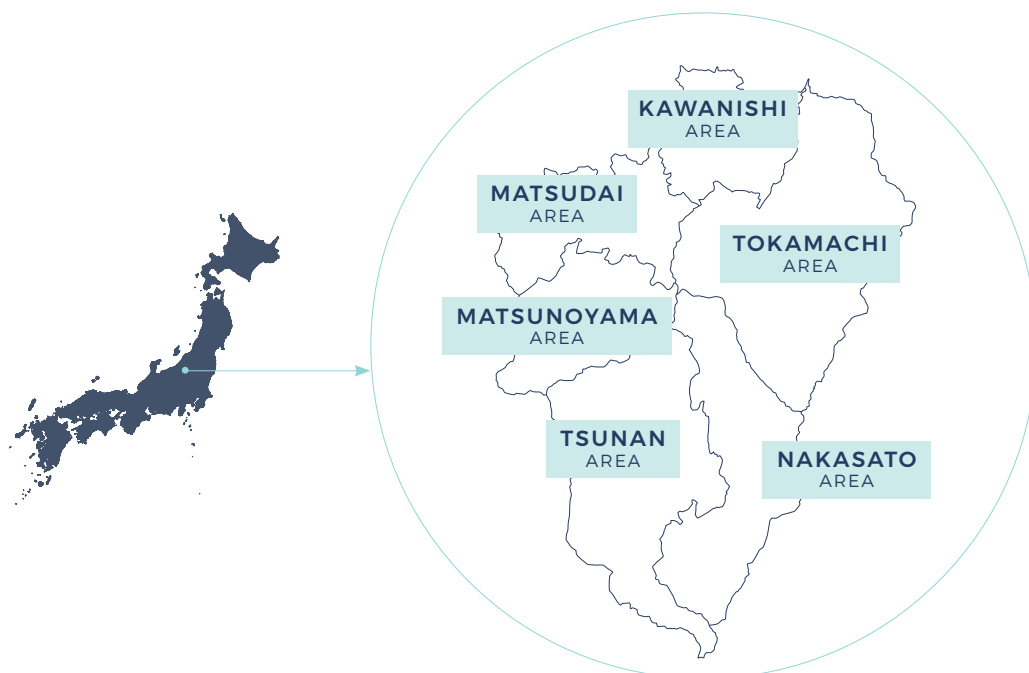 KAWANISHI
AREA
MATSUDAI
AREA
TOKAMACHI
AREA
MATSUNOYAMA
AREA
TSUNAN
AREA
NAKASATO
AREA